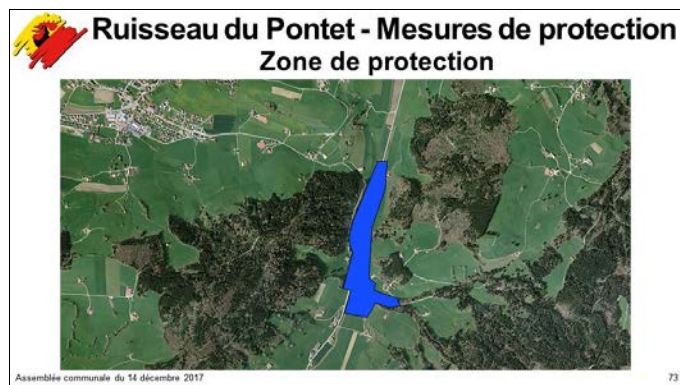 Ruisseau du Pontet - Mesures de protection
Zone de protection
Assemblée communale du 14 décembre 2017
73